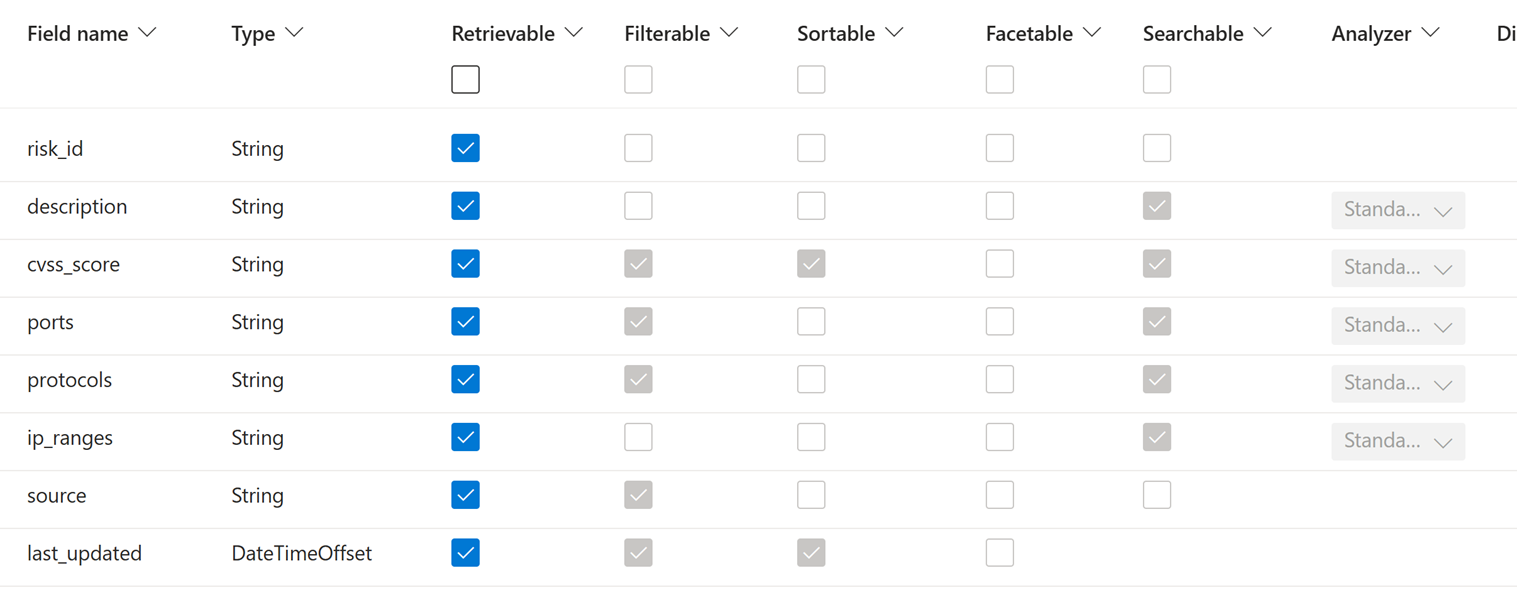 Field name Type Retrievable Filterable Sortable Facetable Searchable Analyzer Di
risk_id String
description String Standa...
cvss_score String Standa...
ports String Standa...
protocols String Standa...
ip_ranges String Standa...
source String
last_updated DateTimeOffset